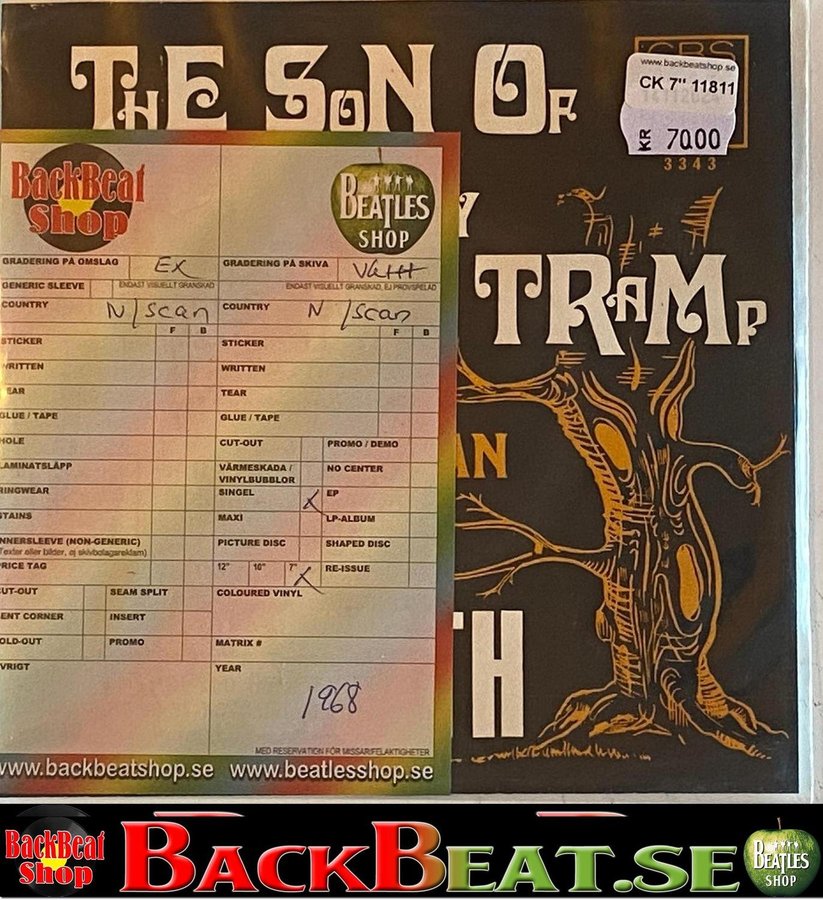 THE SON OF
CBS
3343
www.backbeatshop.se
CK 7" 11811
KR 70.00
Y
TRAMP
AN
TH
BackBeat Shop
BEATLES SHOP
GRADERING PÅ OMSLAG EX GRADERING PÅ SKIVA
GENERIC SLEEVE ENDAST VISUELLT GRANSKAD ENDAST VISUELLT GRANSKAD, EJ PROVSPELAD
COUNTRY N/scan COUNTRY N/scan
F B F B
STICKER STICKER
WRITTEN WRITTEN
EAR TEAR
GLUE / TAPE GLUE / TAPE
HOLE CUT-OUT PROMO / DEMO
LAMINATSLÄPP VÄRMESKADA / VINYLBUBBLOR NO CENTER
RINGWEAR SINGEL X EP
STAINS MAXI LP-ALBUM
NNERSLEEVE (NON-GENERIC) PICTURE DISC SHAPED DISC
Texter eller bilder, ej skivbolagsreklam)
PRICE TAG 12" 10" 7" X RE-ISSUE
UT-OUT SEAM SPLIT COLOURED VINYL
ENT CORNER INSERT
OLD-OUT PROMO MATRIX #
VRIGT YEAR
1968
MED RESERVATION FÖR MISSAR/FELAKTIGHETER
www.backbeatshop.se www.beatlesshop.se
BackBeat Shop BACKBEAT.SE BEATLES SHOP